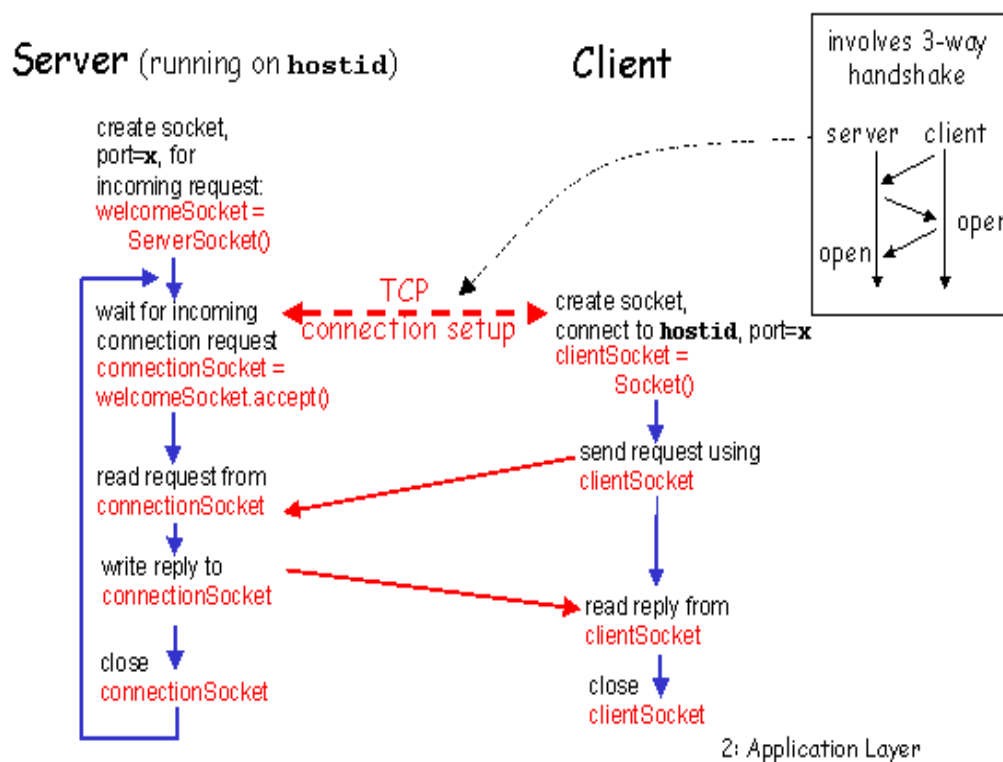 Server (running on hostid)
create socket,
port=x, for
incoming request:
welcomeSocket =
ServerSocket()
wait for incoming
connection request
connectionSocket =
welcomeSocket.accept()
read request from
connectionSocket
write reply to
connectionSocket
close
connectionSocket
TCP
connection setup
Client
create socket,
connect to hostid, port=x
clientSocket =
Socket()
send request using
clientSocket
read reply from
clientSocket
close
clientSocket
involves 3-way
handshake
server client
open
open
2: Application Layer